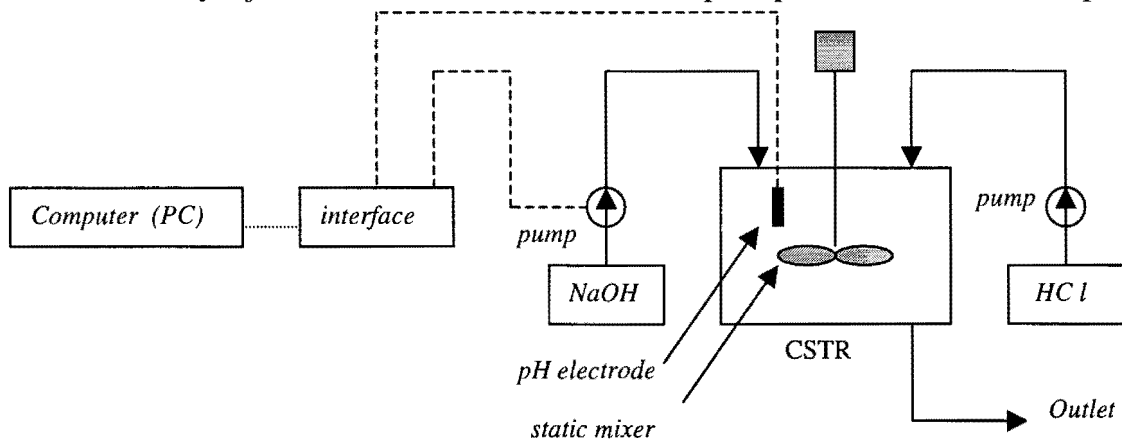 Computer (PC)
interface
pump
NaOH
pump
HC l
CSTR
pH electrode
static mixer
Outlet